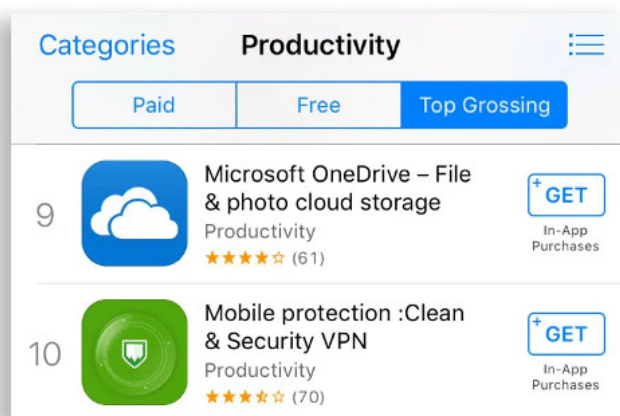 Categories
Productivity
Paid
Free
Top Grossing
9
Microsoft OneDrive – File
& photo cloud storage
Productivity
(61)
+GET
In-App
Purchases
10
Mobile protection :Clean
& Security VPN
Productivity
(70)
+GET
In-App
Purchases